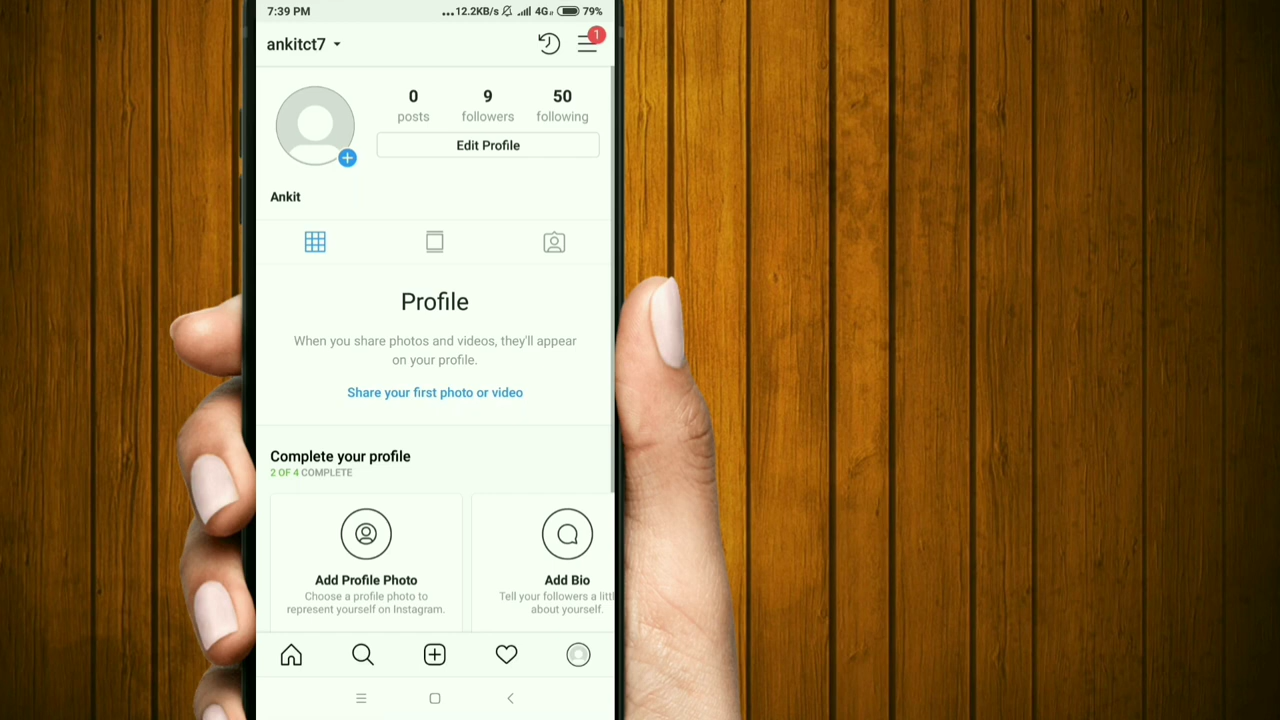 7:39 PM
...12.2KB/s 4G 79%
ankitct7
1
0 9 50
posts followers following
Edit Profile
Ankit
Profile
When you share photos and videos, they'll appear
on your profile.
Share your first photo or video
Complete your profile
2 OF 4 COMPLETE
Add Profile Photo
Choose a profile photo to
represent yourself on Instagram.
Add Bio
Tell your followers a litt
about yourself.